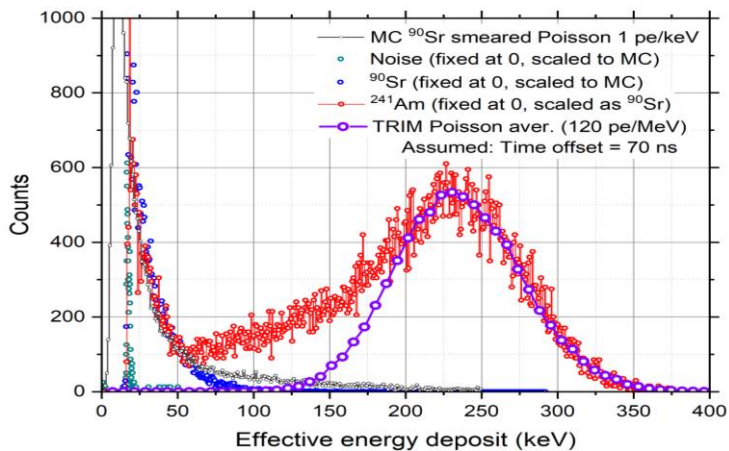 1000
800
600
400
200
0
Counts
MC ⁹⁰Sr smeared Poisson 1 pe/keV
Noise (fixed at 0, scaled to MC)
⁹⁰Sr (fixed at 0, scaled to MC)
²⁴¹Am (fixed at 0, scaled as ⁹⁰Sr)
TRIM Poisson aver. (120 pe/MeV)
Assumed: Time offset = 70 ns
0 50 100 150 200 250 300 350 400
Effective energy deposit (keV)